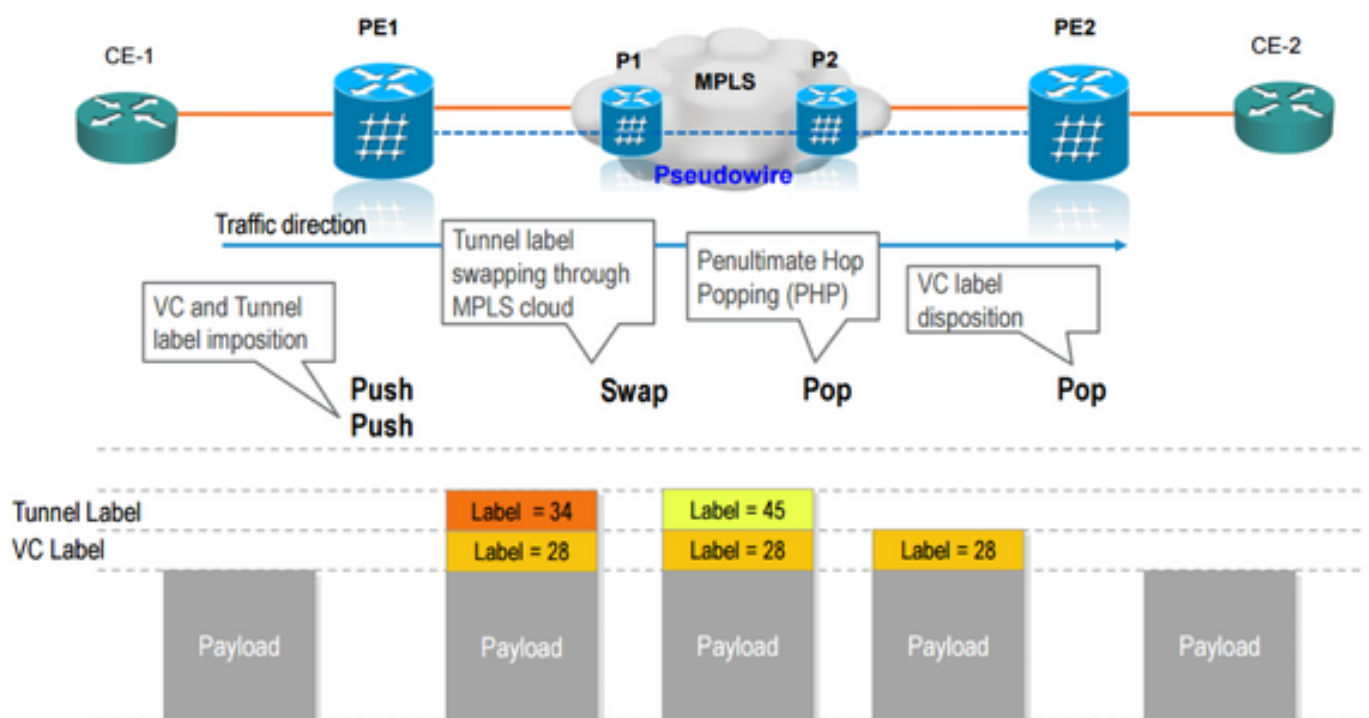 PE1
PE2
CE-1
P1
P2
CE-2
MPLS
Pseudowire
Traffic direction
Tunnel label
swapping through
MPLS cloud
Penultimate Hop
Popping (PHP)
VC label
disposition
VC and Tunnel
label imposition
Push
Push
Swap
Pop
Pop
Tunnel Label
Label = 34
Label = 45
VC Label
Label = 28
Label = 28
Label = 28
Payload
Payload
Payload
Payload
Payload